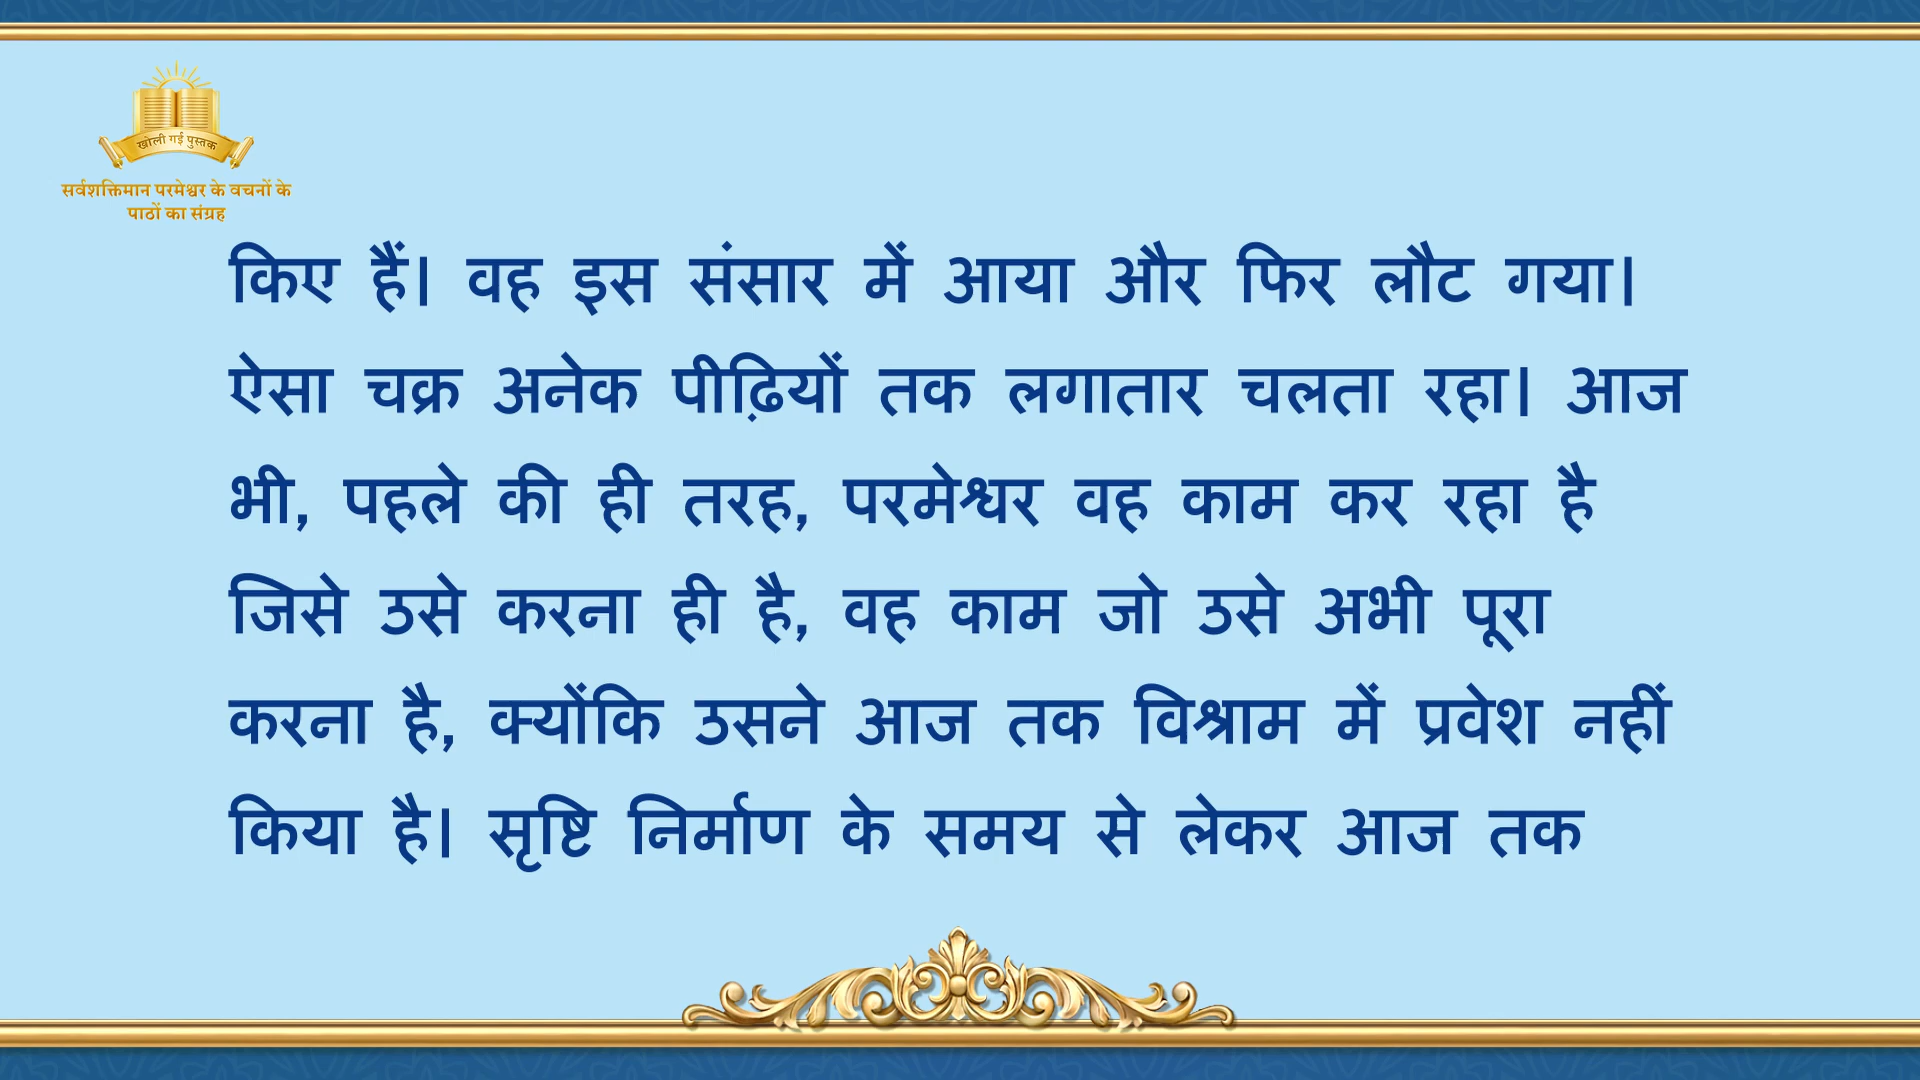 खोली गई पुस्तक
सर्वशक्तिमान परमेश्वर के वचनों के
पाठों का संग्रह
किए हैं। वह इस संसार में आया और फिर लौट गया।
ऐसा चक्र अनेक पीढ़ियों तक लगातार चलता रहा। आज
भी, पहले की ही तरह, परमेश्वर वह काम कर रहा है
जिसे उसे करना ही है, वह काम जो उसे अभी पूरा
करना है, क्योंकि उसने आज तक विश्राम में प्रवेश नहीं
किया है। सृष्टि निर्माण के समय से लेकर आज तक